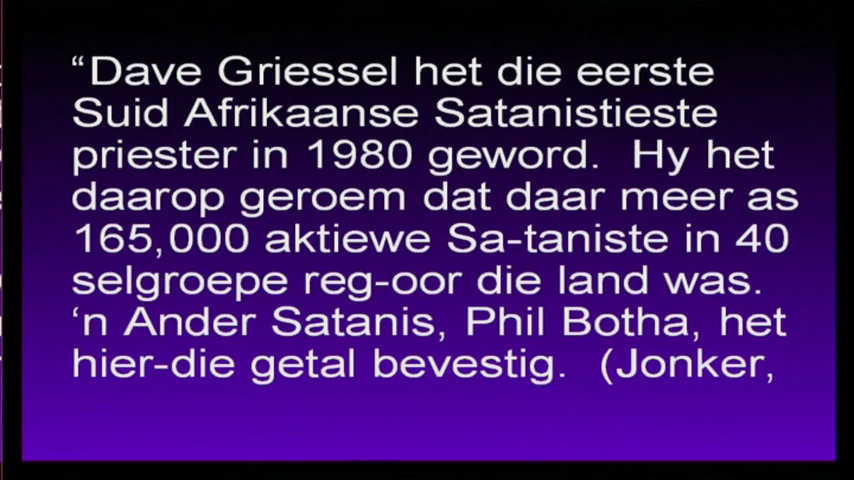 “Dave Griessel het die eerste
Suid Afrikaanse Satanistieste
priester in 1980 geword.  Hy het
daarop geroem dat daar meer as
165,000 aktiewe Sa-taniste in 40
selgroepe reg-oor die land was.
‘n Ander Satanis, Phil Botha, het
hier-die getal bevestig.  (Jonker,